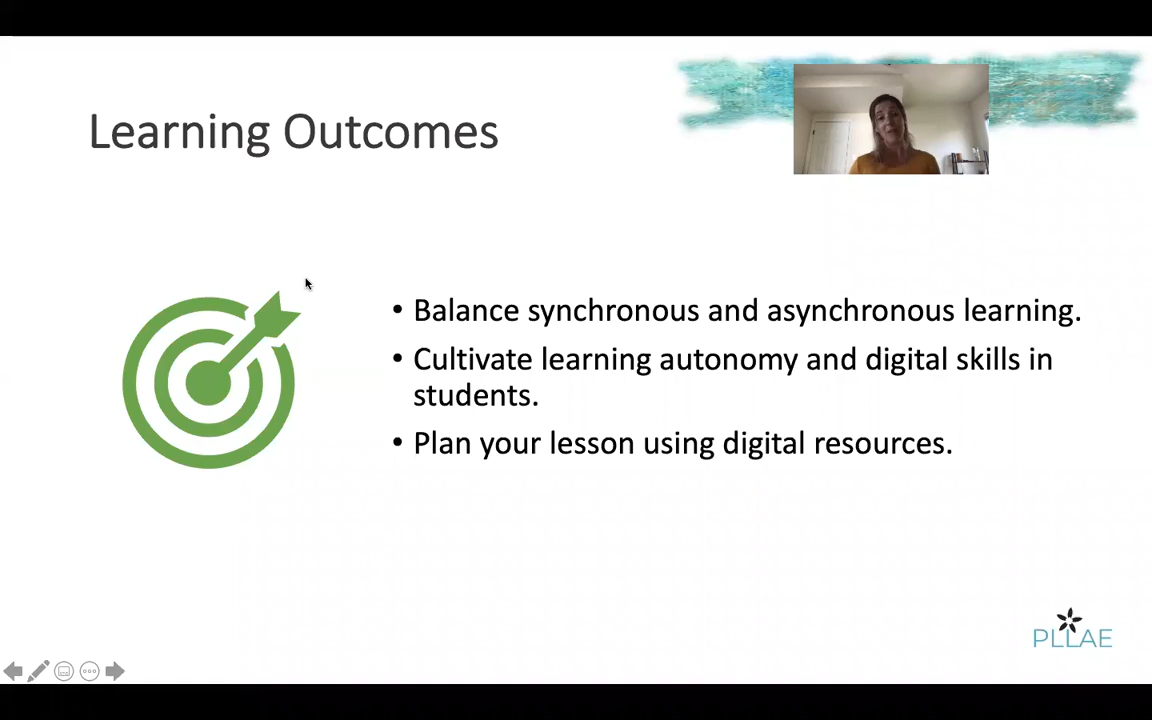 Learning Outcomes
• Balance synchronous and asynchronous learning.
• Cultivate learning autonomy and digital skills in
students.
• Plan your lesson using digital resources.
PLLAE